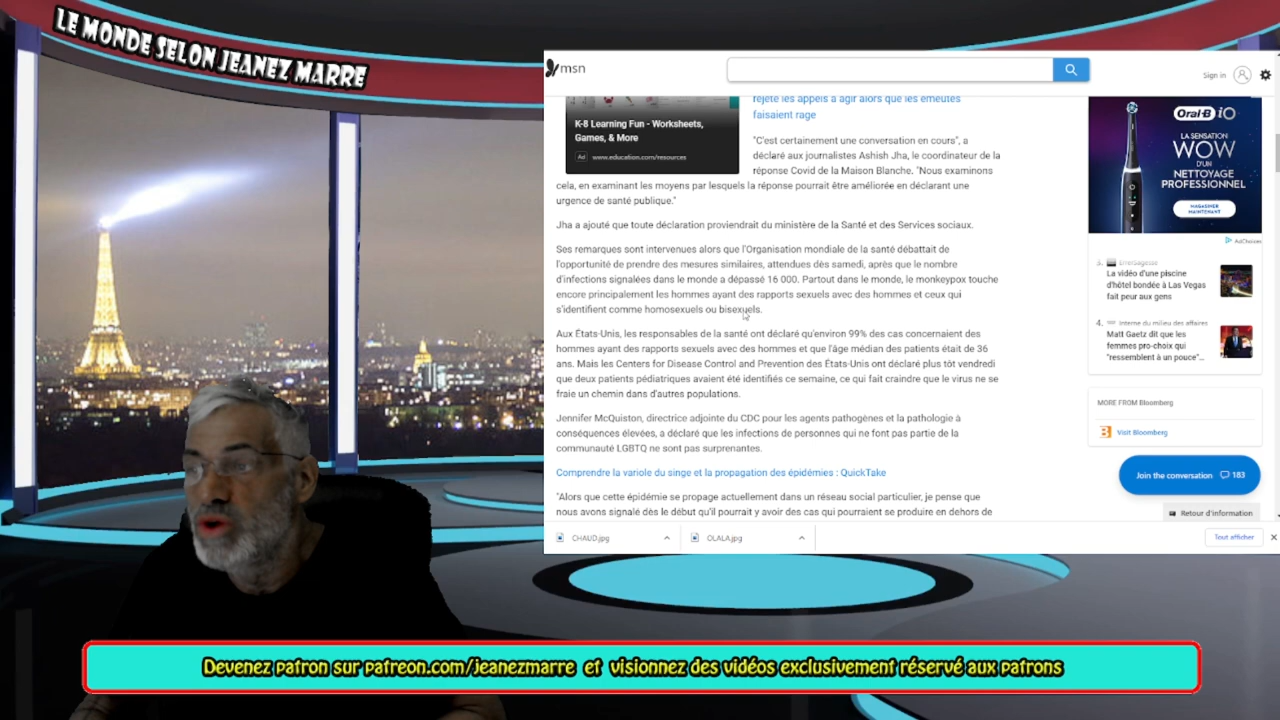 LE MONDE SELON JEANEZ MARRE
msn
Sign in
K-8 Learning Fun - Worksheets,
Games, & More
Ad www.education.com/resources
rejeté les appels à agir alors que les émeutes
faisaient rage
"C'est certainement une conversation en cours", a
déclaré aux journalistes Ashish Jha, le coordinateur de la
réponse Covid de la Maison Blanche. "Nous examinons
cela, en examinant les moyens par lesquels la réponse pourrait être améliorée en déclarant une
urgence de santé publique."
Jha a ajouté que toute déclaration proviendrait du ministère de la Santé et des Services sociaux.
Ses remarques sont intervenues alors que l'Organisation mondiale de la santé débattait de
l'opportunité de prendre des mesures similaires, attendues dès samedi, après que le nombre
d'infections signalées dans le monde a dépassé 16 000. Partout dans le monde, le monkeypox touche
encore principalement les hommes ayant des rapports sexuels avec des hommes et ceux qui
s'identifient comme homosexuels ou bisexuels.
Aux États-Unis, les responsables de la santé ont déclaré qu'environ 99% des cas concernaient des
hommes ayant des rapports sexuels avec des hommes et que l'âge médian des patients était de 36
ans. Mais les Centers for Disease Control and Prevention des États-Unis ont déclaré plus tôt vendredi
que deux patients pédiatriques avaient été identifiés ce semaine, ce qui fait craindre que le virus ne se
fraie un chemin dans d'autres populations.
Jennifer McQuiston, directrice adjointe du CDC pour les agents pathogènes et la pathologie à
conséquences élevées, a déclaré que les infections de personnes qui ne font pas partie de la
communauté LGBTQ ne sont pas surprenantes.
Comprendre la variole du singe et la propagation des épidémies : QuickTake
"Alors que cette épidémie se propage actuellement dans un réseau social particulier, je pense que
nous avons signalé dès le début qu'il pourrait y avoir des cas qui pourraient se produire en dehors de
Oral-B iO
LA SENSATION
WOW
D'UN
NETTOYAGE
PROFESSIONNEL
MAGASINER
MAINTENANT
AdChoices
3. ErrerSagesse
La vidéo d'une piscine
d'hôtel bondée à Las Vegas
fait peur aux gens
4. Interne du milieu des affaires
Matt Gaetz dit que les
femmes pro-choix qui
"ressemblent à un pouce"...
MORE FROM Bloomberg
Visit Bloomberg
Join the conversation 183
Retour d'information
CHAUD.jpg
OLALA.jpg
Tout afficher
Devenez patron sur patreon.com/jeanezmarre et visionnez des vidéos exclusivement réservé aux patrons